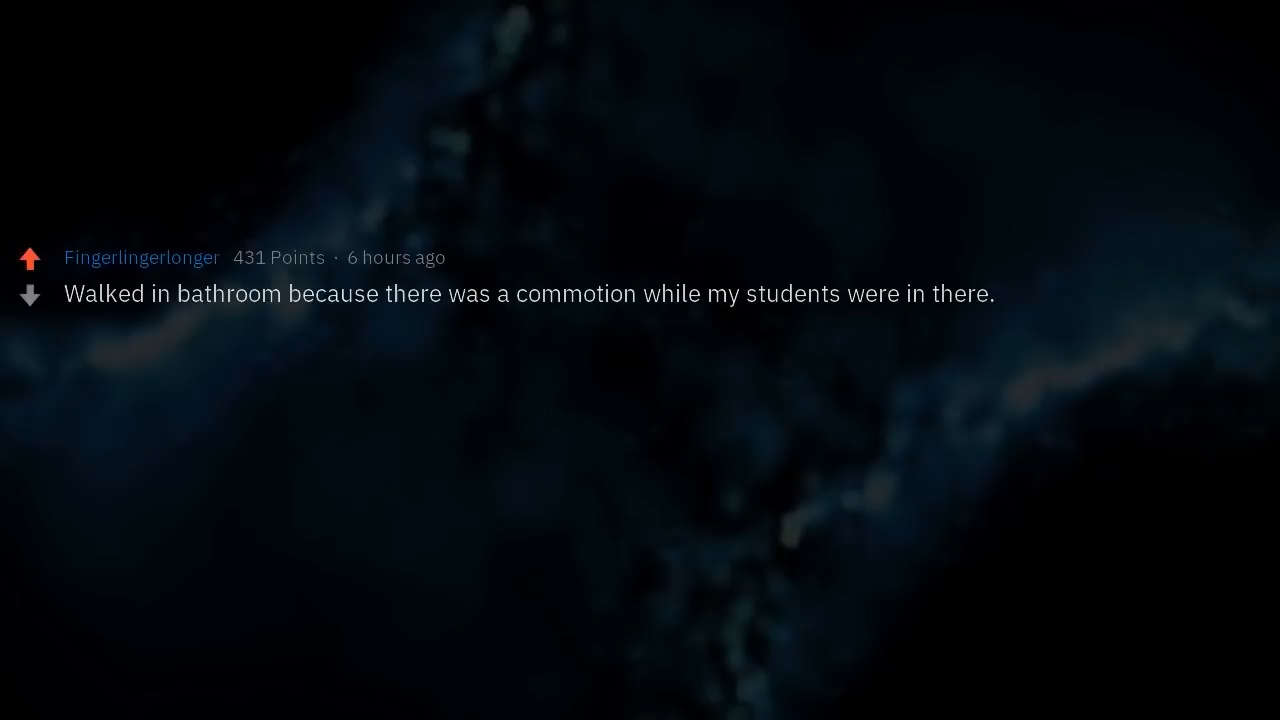 Fingerlingerlonger 431 Points · 6 hours ago
Walked in bathroom because there was a commotion while my students were in there.